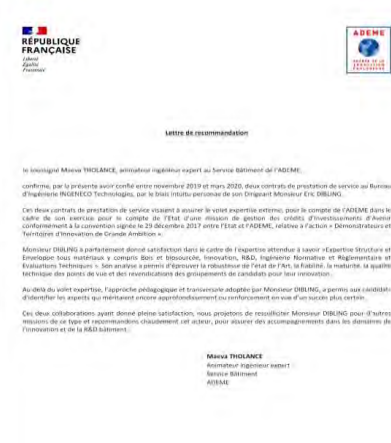 RÉPUBLIQUE
FRANÇAISE
Liberté
Égalité
Fraternité
ADEME
AGENCE DE LA
TRANSITION
ÉCOLOGIQUE
Lettre de recommandation
Je soussigné Maeva THOLANCE, animateur ingénieur expert au Service Bâtiment de l'ADEME,
confirme, par la présente avoir confié entre novembre 2019 et mars 2020, deux contrats de prestation de service au Bureau
d'Ingénierie INGENECO Technologies, par le biais intuitu personae de son Dirigeant Monsieur Eric DIBLING.
Ces deux contrats de prestation de service visaient à assurer le volet expertise externe, pour le compte de l'ADEME dans le
cadre de son exercice pour le compte de l'Etat d'une mission de gestion des crédits d'Investissements d'Avenir
conformément à la convention signée le 29 décembre 2017 entre l'Etat et l'ADEME, relative à l'action « Démonstrateurs et
Territoires d'Innovation de Grande Ambition ».
Monsieur DIBLING a parfaitement donné satisfaction dans le cadre de l'expertise attendue à savoir «Expertise Structure et
Enveloppe tous matériaux y compris Bois et biosourcés, Innovation, R&D, Ingénierie Normative et Réglementaire et
Evaluations Techniques ». Son analyse a permis d'éprouver la robustesse de l'état de l'Art, la fiabilité, la maturité, la qualité
technique des points de vue et des revendications des groupements de candidats pour leur innovation.
Au-delà du volet expertise, l'approche pédagogique et transversale adoptée par Monsieur DIBLING, a permis aux candidats
d'identifier les aspects qui méritaient encore approfondissement ou renforcement en vue d'un succès plus certain.
Ces deux collaborations ayant donné pleine satisfaction, nous projetons de resolliciter Monsieur DIBLING pour d'autres
missions de ce type et recommandons chaudement cet acteur, pour assurer des accompagnements dans les domaines de
l'innovation et de la R&D bâtiment.
Maeva THOLANCE
Animateur Ingénieur expert
Service Bâtiment
ADEME